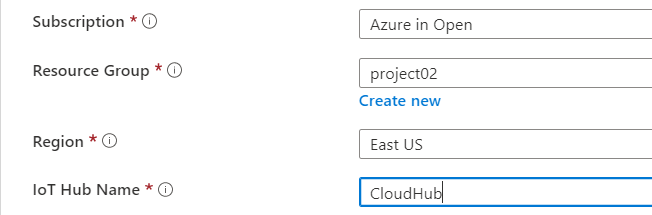 Subscription * Azure in Open
Resource Group * project02
Create new
Region * East US
IoT Hub Name * CloudHub